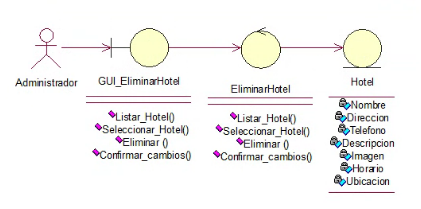 Administrador
GUI_EliminarHotel
Listar_Hotel()
Seleccionar_Hotel()
Eliminar ()
Confirmar_cambios()
EliminarHotel
Listar_Hotel()
Seleccionar_Hotel()
Eliminar ()
Confirmar_cambios()
Hotel
Nombre
Direccion
Telefono
Descripcion
Imagen
Horario
Ubicacion